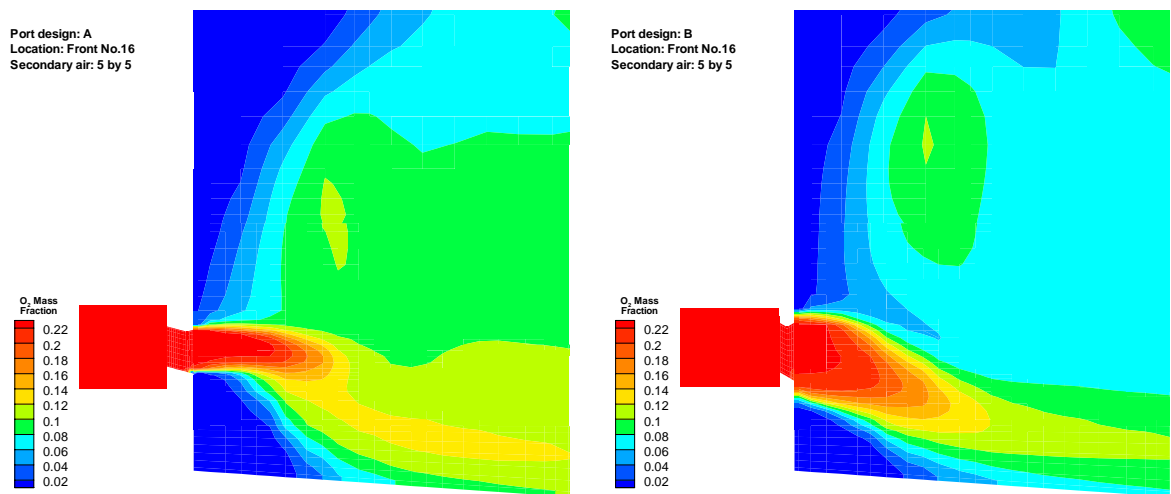 Port design: A
Location: Front No.16
Secondary air: 5 by 5
O2 Mass
Fraction
0.22
0.2
0.18
0.16
0.14
0.12
0.1
0.08
0.06
0.04
0.02
Port design: B
Location: Front No.16
Secondary air: 5 by 5
O2 Mass
Fraction
0.22
0.2
0.18
0.16
0.14
0.12
0.1
0.08
0.06
0.04
0.02